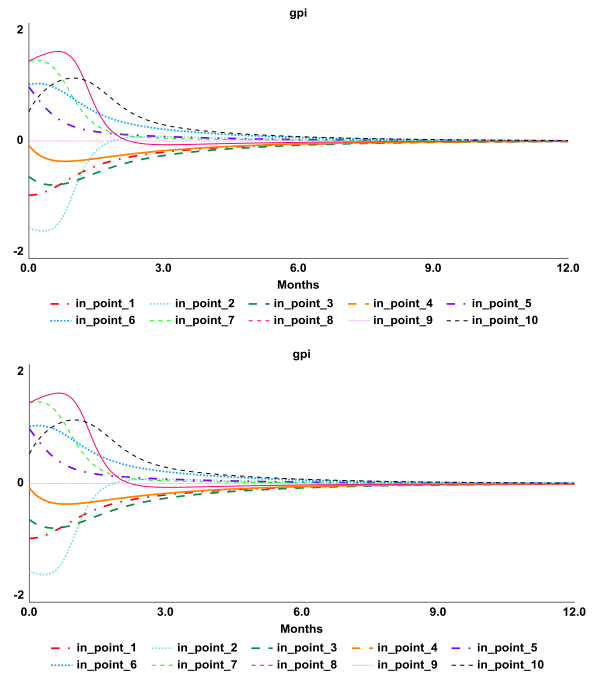 gpi
2
0
-2
0.0 3.0 6.0 9.0 12.0
Months
in_point_1 in_point_2 in_point_3 in_point_4 in_point_5
in_point_6 in_point_7 in_point_8 in_point_9 in_point_10
gpi
2
0
-2
0.0 3.0 6.0 9.0 12.0
Months
in_point_1 in_point_2 in_point_3 in_point_4 in_point_5
in_point_6 in_point_7 in_point_8 in_point_9 in_point_10